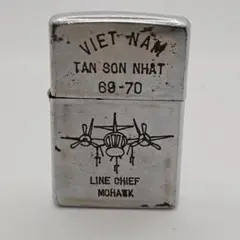 VIET NAM
TAN SON NHAT
69-70
LINE CHIEF
MOHAWK